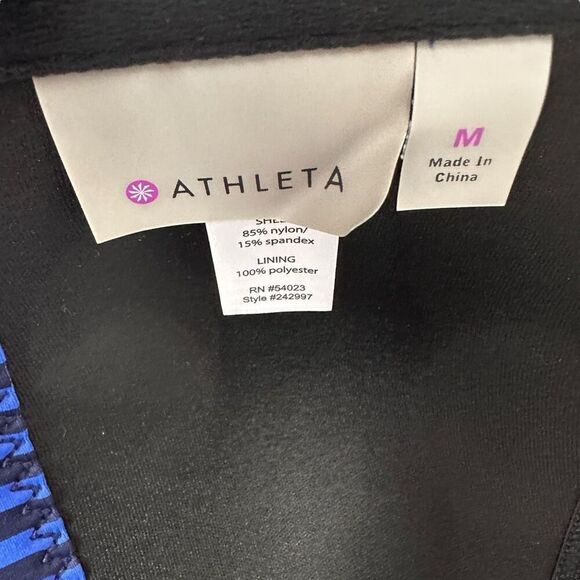 ATHLETA
M
Made In
China
85% nylon/
15% spandex
LINING
100% polyester
RN #54023
Style #242997